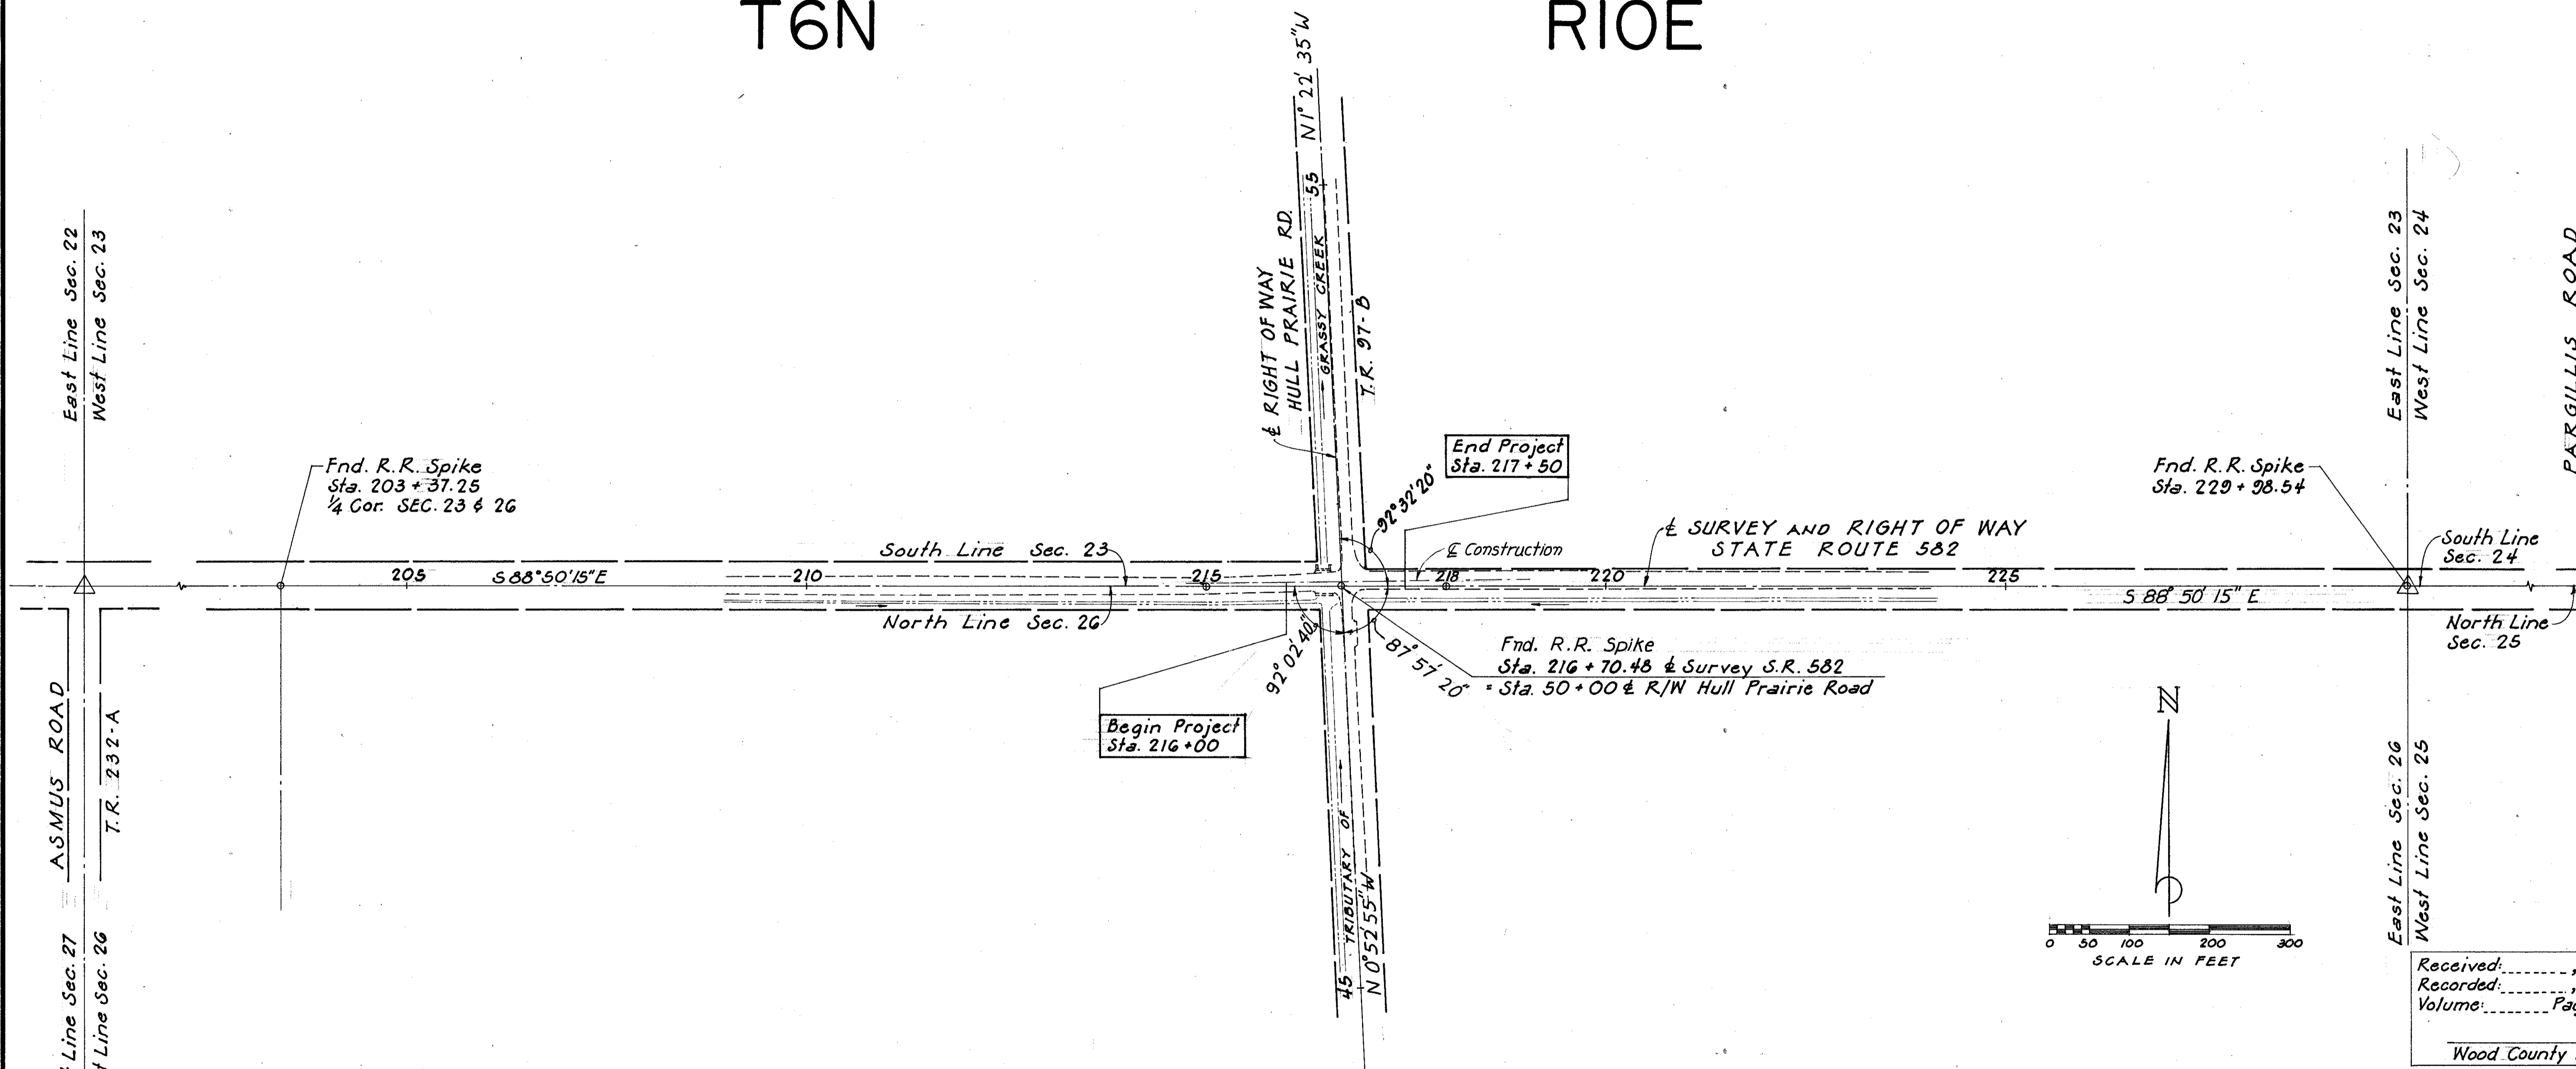 T6N
R10E
N 1° 22' 35" W
55
East Line Sec. 22
West Line Sec. 23
℄ RIGHT OF WAY
HULL PRAIRIE RD.
GRASSY CREEK
T.R. 97-B
East Line Sec. 23
West Line Sec. 24
PARGILLIS ROAD
Fnd. R.R. Spike
Sta. 203 + 37.25
¼ Cor. SEC. 23 & 26
End Project
Sta. 217 + 50
92° 32' 20"
Fnd. R.R. Spike
Sta. 229 + 98.54
South Line Sec. 23
℄ Construction
℄ SURVEY AND RIGHT OF WAY
STATE ROUTE 582
South Line
Sec. 24
205
S 88° 50' 15" E
210
215
218
220
225
S 88° 50' 15" E
North Line Sec. 26
North Line
Sec. 25
92° 02' 40"
87° 57' 20"
Fnd. R.R. Spike
Sta. 216 + 70.48 ℄ Survey S.R. 582
= Sta. 50 + 00 ℄ R/W Hull Prairie Road
Begin Project
Sta. 216 + 00
ASMUS ROAD
T.R. 232-A
N
TRIBUTARY OF
45
N 0° 52' 55" W
East Line Sec. 26
West Line Sec. 25
0 50 100 200 300
SCALE IN FEET
Line Sec. 27
Line Sec. 26
Received: ,
Recorded: ,
Volume:
Wood County